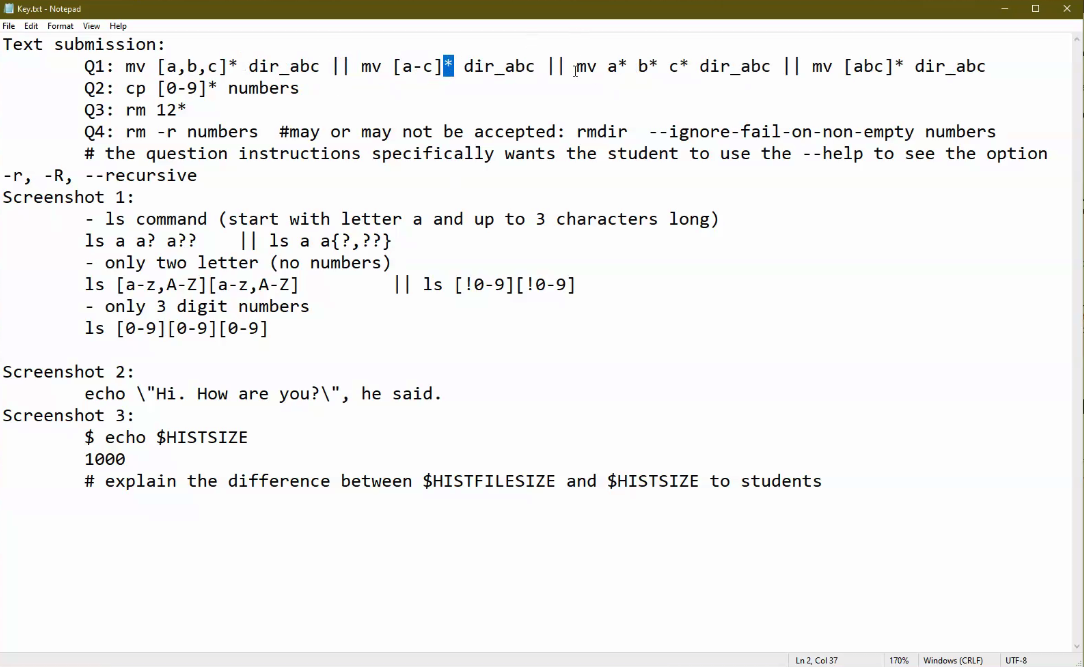 Key.txt - Notepad
File Edit Format View Help
Text submission:
Q1: mv [a,b,c]* dir_abc || mv [a-c]* dir_abc || mv a* b* c* dir_abc || mv [abc]* dir_abc
Q2: cp [0-9]* numbers
Q3: rm 12*
Q4: rm -r numbers #may or may not be accepted: rmdir --ignore-fail-on-non-empty numbers
# the question instructions specifically wants the student to use the --help to see the option
-r, -R, --recursive
Screenshot 1:
- ls command (start with letter a and up to 3 characters long)
ls a a? a?? || ls a a{?,??}
- only two letter (no numbers)
ls [a-z,A-Z][a-z,A-Z] || ls [!0-9][!0-9]
- only 3 digit numbers
ls [0-9][0-9][0-9]
Screenshot 2:
echo \"Hi. How are you?\", he said.
Screenshot 3:
$ echo $HISTSIZE
1000
# explain the difference between $HISTFILESIZE and $HISTSIZE to students
Ln 2, Col 37 170% Windows (CRLF) UTF-8